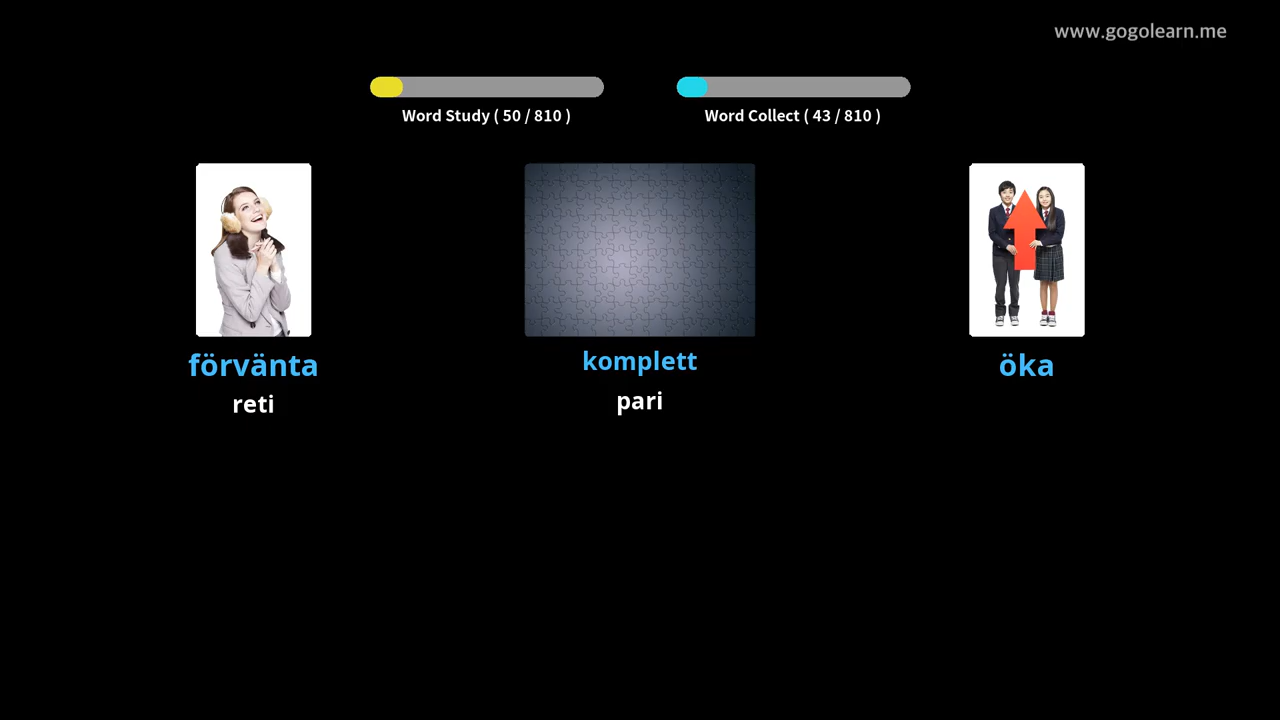 www.gogolearn.me
Word Study ( 50 / 810 )
Word Collect ( 43 / 810 )
förvänta
komplett
öka
reti
pari